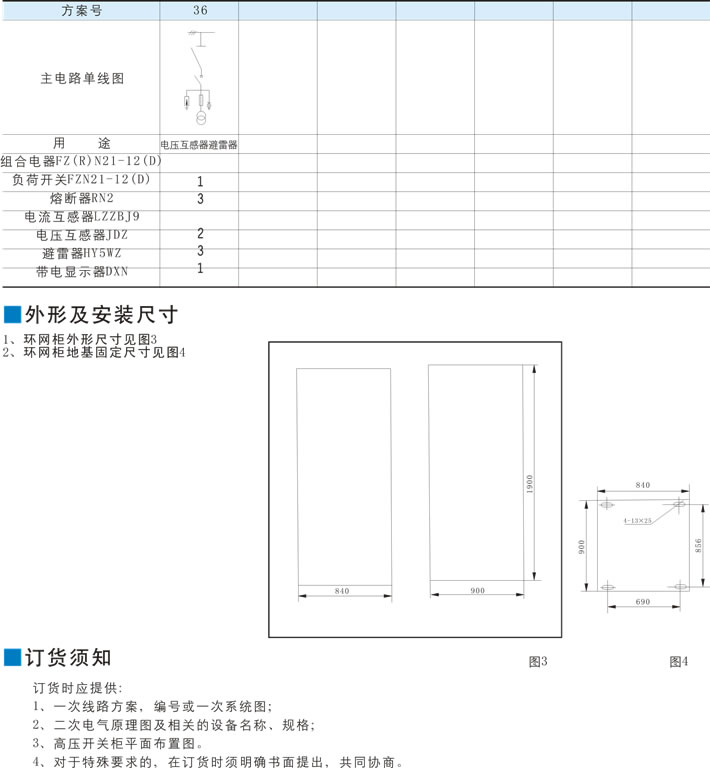 方案号 36
主电路单线图
用 途 电压互感器避雷器
组合电器FZ(R)N21-12(D)
负荷开关FZN21-12(D) 1
熔断器RN2 3
电流互感器LZZBJ9
电压互感器JDZ 2
避雷器HY5WZ 3
带电显示器DXN 1
外形及安装尺寸
1、环网柜外形尺寸见图3
2、环网柜地基固定尺寸见图4
1900
840
900
840
4-13×25
900
856
690
图3
图4
订货须知
订货时应提供:
1、一次线路方案，编号或一次系统图;
2、二次电气原理图及相关的设备名称、规格;
3、高压开关柜平面布置图。
4、对于特殊要求的，在订货时须明确书面提出，共同协商。